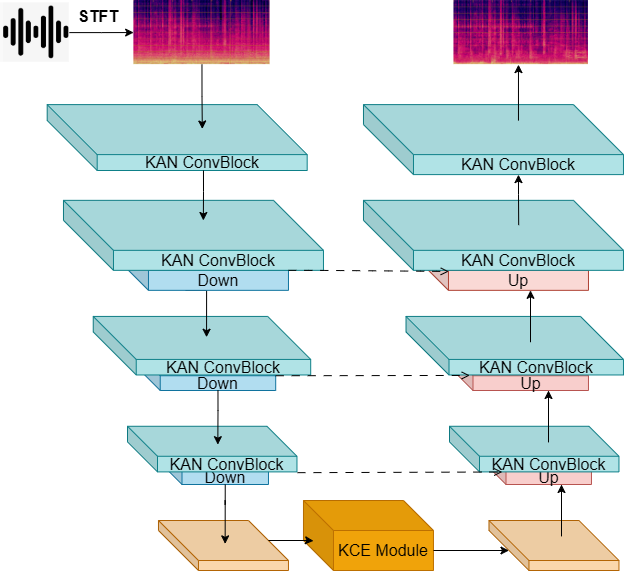 STFT
KAN ConvBlock
KAN ConvBlock
KAN ConvBlock
KAN ConvBlock
Down
Up
KAN ConvBlock
KAN ConvBlock
Down
Up
KAN ConvBlock
KAN ConvBlock
Down
Up
KCE Module